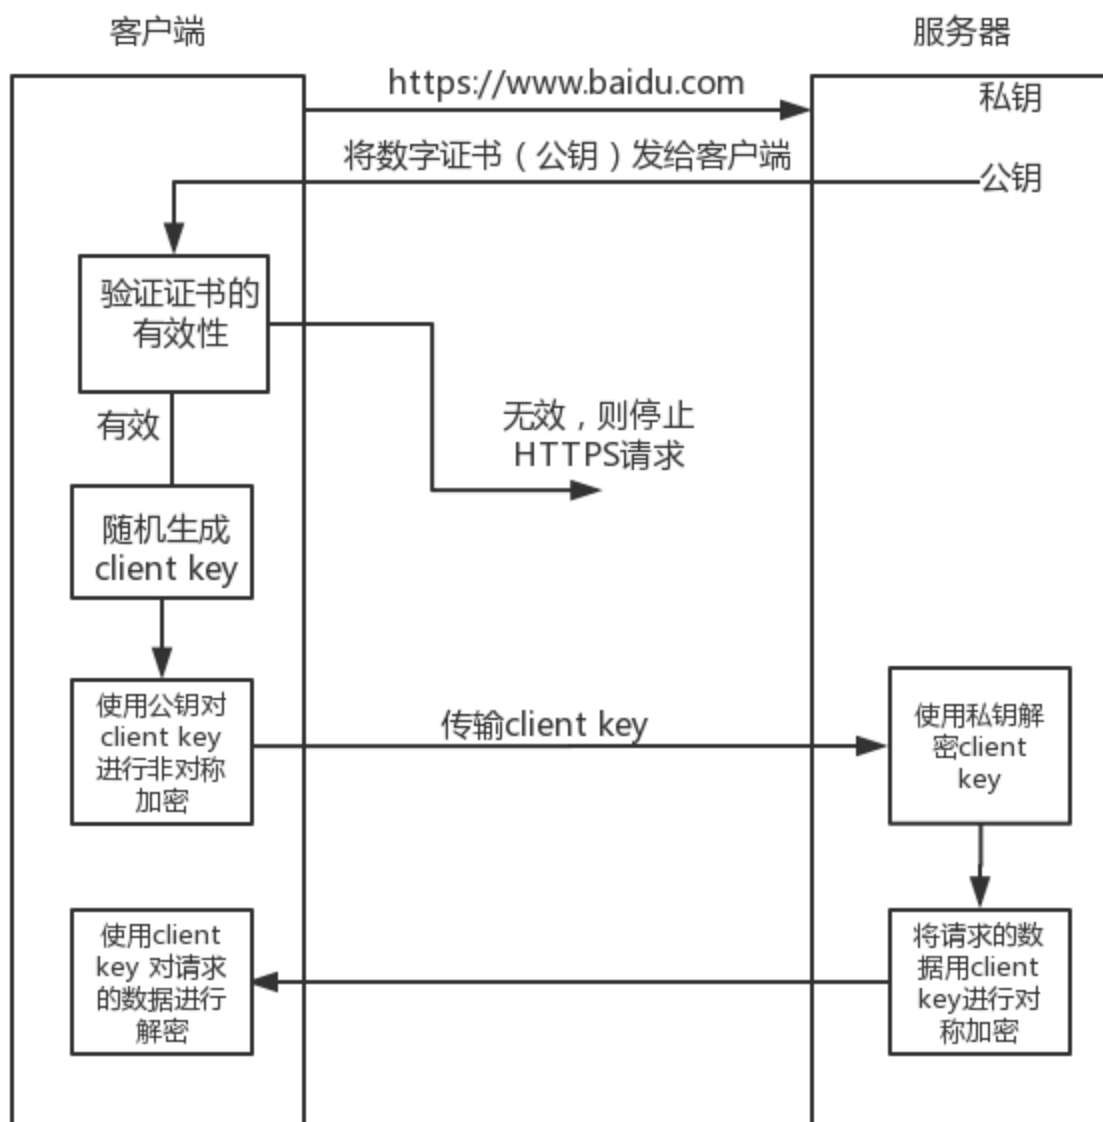 客户端
服务器
https://www.baidu.com
私钥
将数字证书（公钥）发给客户端
公钥
验证证书的
有效性
有效
无效，则停止
HTTPS请求
随机生成
client key
使用公钥对
client key
进行非对称
加密
传输client key
使用私钥解
密client
key
使用client
key 对请求
的数据进行
解密
将请求的数
据用client
key进行对
称加密